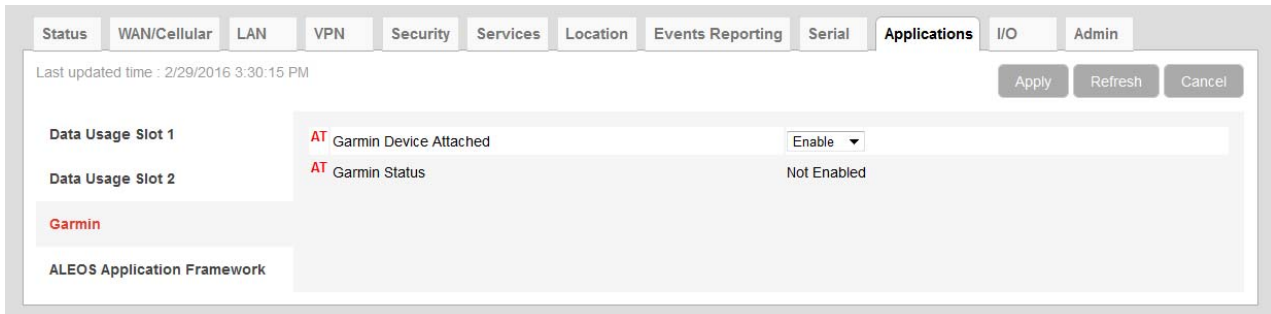 Status WAN/Cellular LAN VPN Security Services Location Events Reporting Serial Applications I/O Admin
Last updated time : 2/29/2016 3:30:15 PM
Apply Refresh Cancel
Data Usage Slot 1
Data Usage Slot 2
Garmin
ALEOS Application Framework
AT Garmin Device Attached Enable
AT Garmin Status Not Enabled